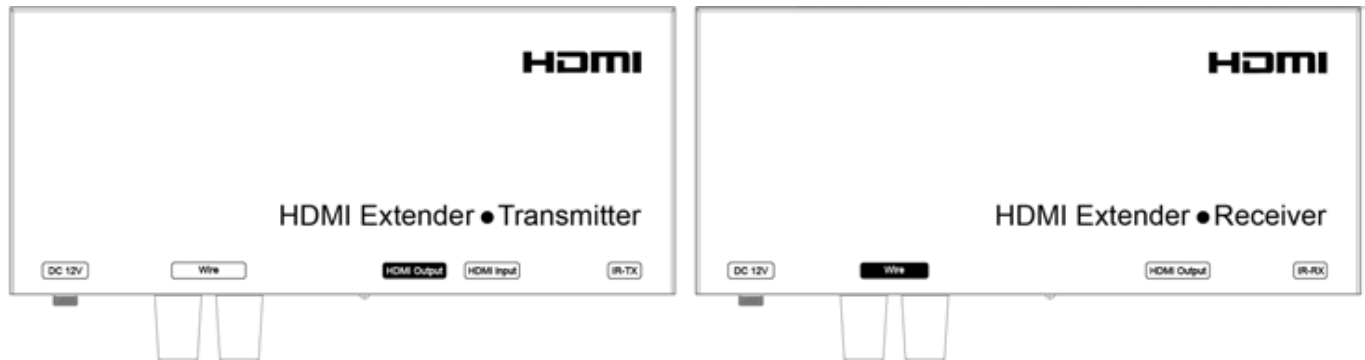 HDMI
HDMI Extender ● Transmitter
DC 12V Wire HDMI Output HDMI Input IR-TX
HDMI
HDMI Extender ● Receiver
DC 12V Wire HDMI Output IR-RX